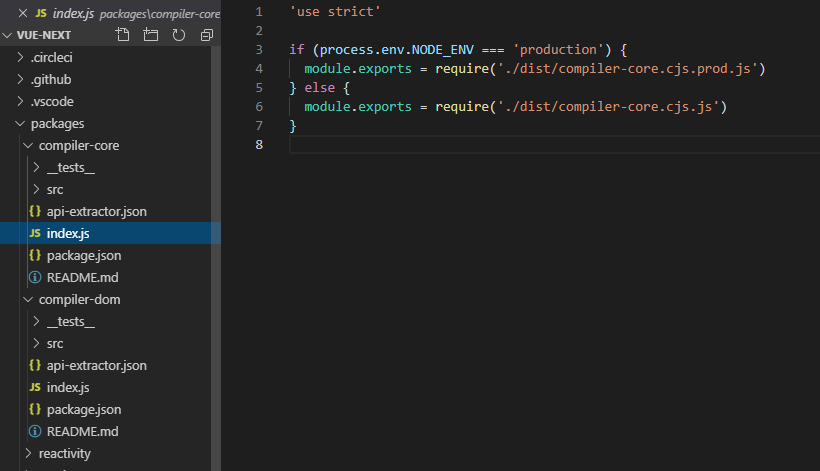 index.js packages\compiler-core
VUE-NEXT
.circleci
.github
.vscode
packages
compiler-core
__tests__
src
{} api-extractor.json
JS index.js
{} package.json
README.md
compiler-dom
__tests__
src
{} api-extractor.json
JS index.js
{} package.json
README.md
reactivity
1 'use strict'
2
3 if (process.env.NODE_ENV === 'production') {
4 module.exports = require('./dist/compiler-core.cjs.prod.js')
5 } else {
6 module.exports = require('./dist/compiler-core.cjs.js')
7 }
8